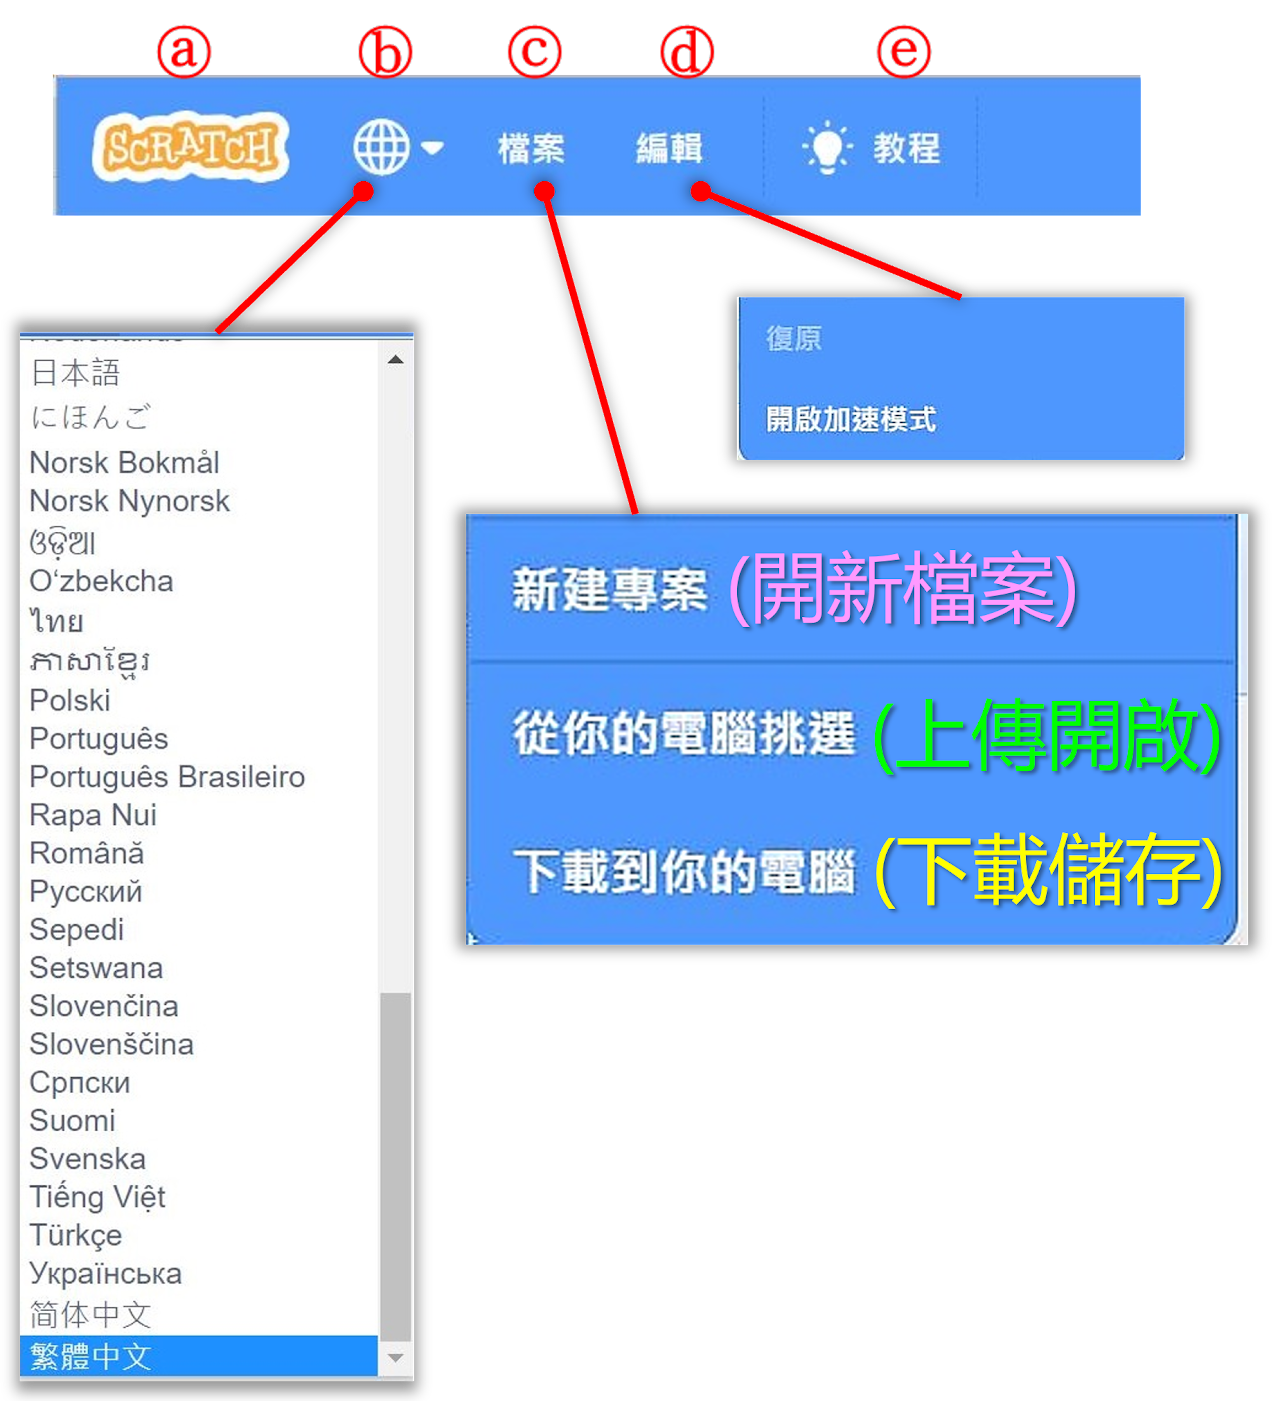 ⓐ ⓑ ⓒ ⓓ ⓔ
SCRATCH 檔案 編輯 教程
復原
開啟加速模式
新建專案 (開新檔案)
從你的電腦挑選 (上傳開啟)
下載到你的電腦 (下載儲存)
日本語
にほんご
Norsk Bokmål
Norsk Nynorsk
ଓଡ଼ିଆ
Oʻzbekcha
ไทย
ភាសាខ្មែរ
Polski
Português
Português Brasileiro
Rapa Nui
Română
Русский
Sepedi
Setswana
Slovenčina
Slovenščina
Српски
Suomi
Svenska
Tiếng Việt
Türkçe
Українська
简体中文
繁體中文